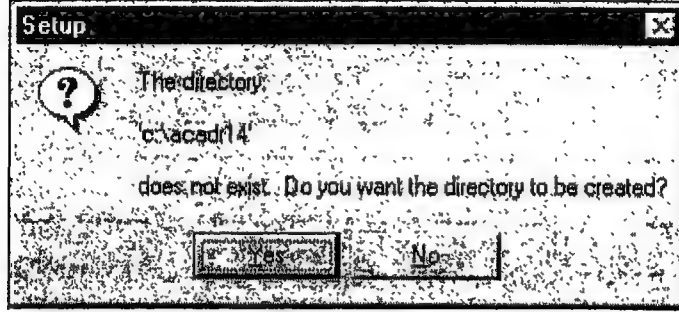 Setup
The directory
'c:\acadr14'
does not exist. Do you want the directory to be created?
Yes
No